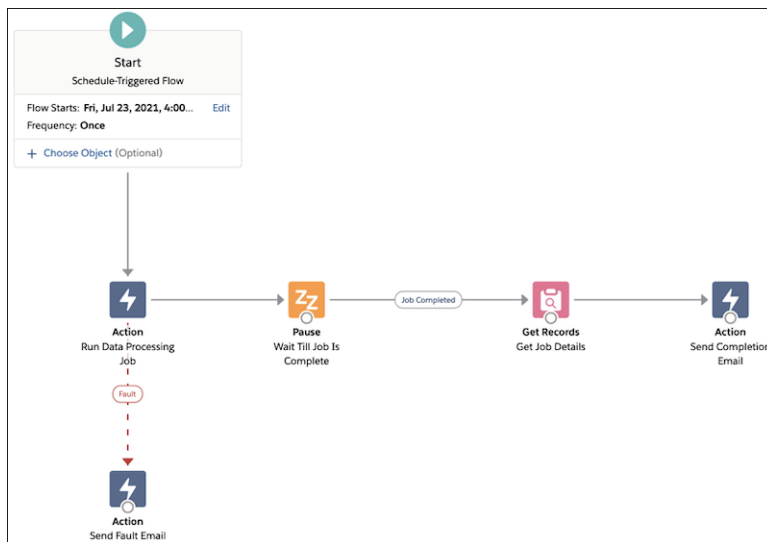 Start
Schedule-Triggered Flow
Flow Starts: Fri, Jul 23, 2021, 4:00... Edit
Frequency: Once
+ Choose Object (Optional)
Job Completed
Action
Run Data Processing
Job
Pause
Wait Till Job Is
Complete
Get Records
Get Job Details
Action
Send Completion
Email
Fault
Action
Send Fault Email